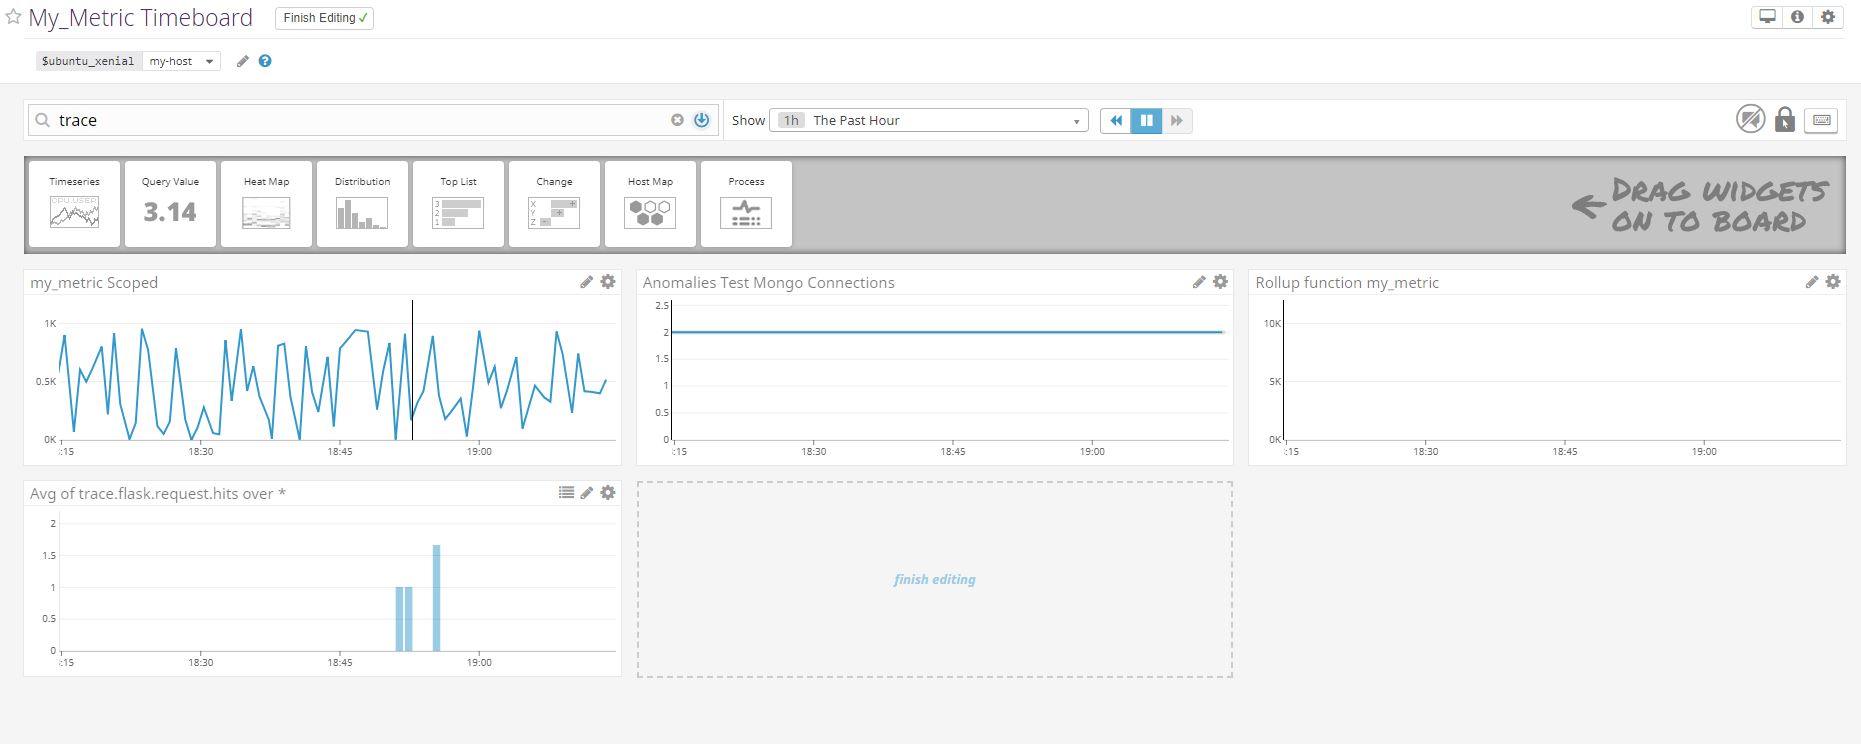 My_Metric Timeboard
Finish Editing ✓
$ubuntu_xenial my-host
trace
Show 1h The Past Hour
Timeseries
CPU.USER
Query Value
3.14
Heat Map
Distribution
Top List
3
2
1
Change
X
Y
Z
Host Map
Process
DRAG WIDGETS
ON TO BOARD
my_metric Scoped
1K
0.5K
0K
:15 18:30 18:45 19:00
Anomalies Test Mongo Connections
2.5
2
1.5
1
0.5
0
:15 18:30 18:45 19:00
Rollup function my_metric
10K
5K
0K
:15 18:30 18:45 19:00
Avg of trace.flask.request.hits over *
2
1.5
1
0.5
0
:15 18:30 18:45 19:00
finish editing